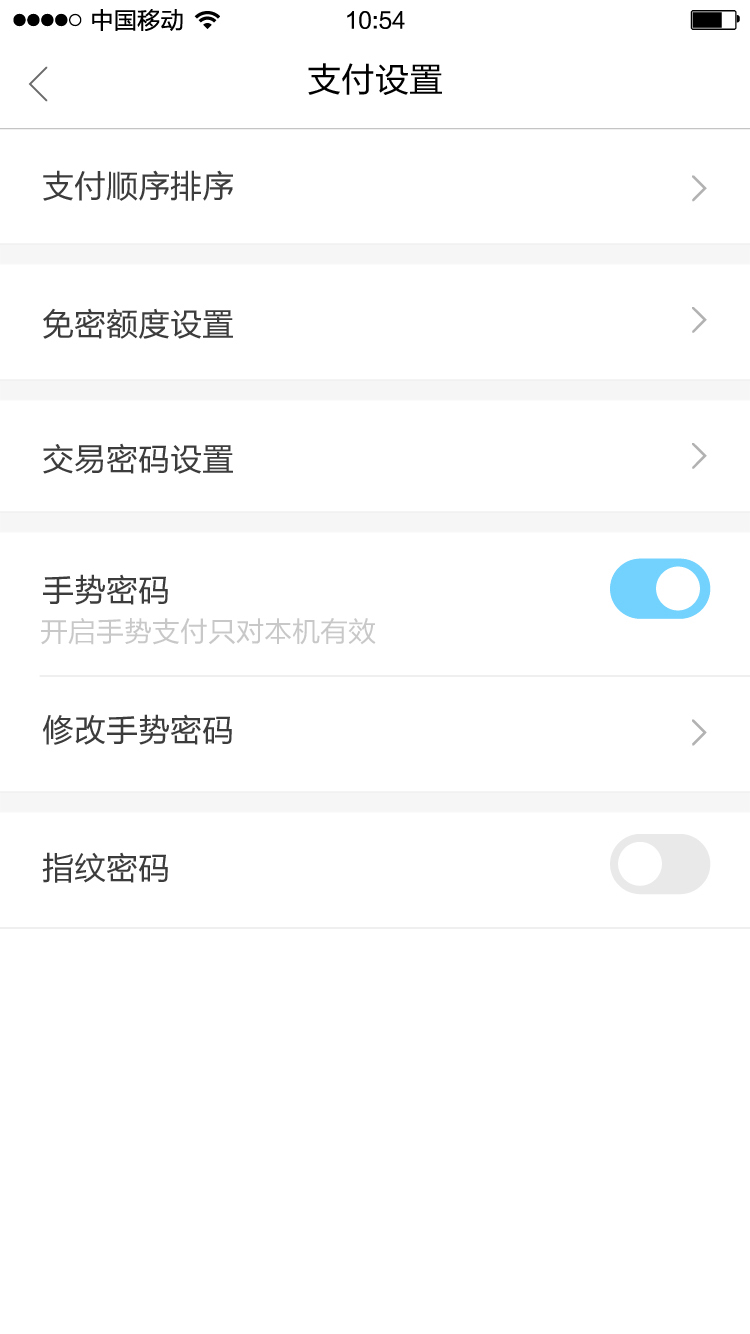 中国移动 10:54
支付设置
支付顺序排序
免密额度设置
交易密码设置
手势密码
开启手势支付只对本机有效
修改手势密码
指纹密码